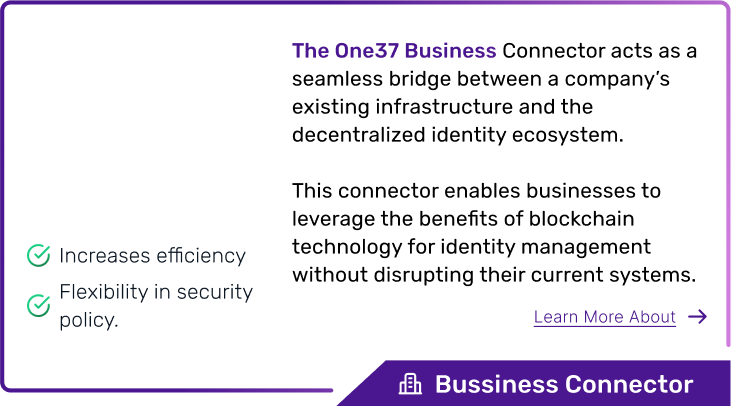 The One37 Business Connector acts as a
seamless bridge between a company’s
existing infrastructure and the
decentralized identity ecosystem.
This connector enables businesses to
leverage the benefits of blockchain
technology for identity management
without disrupting their current systems.
Increases efficiency
Flexibility in security
policy.
Learn More About
Bussiness Connector